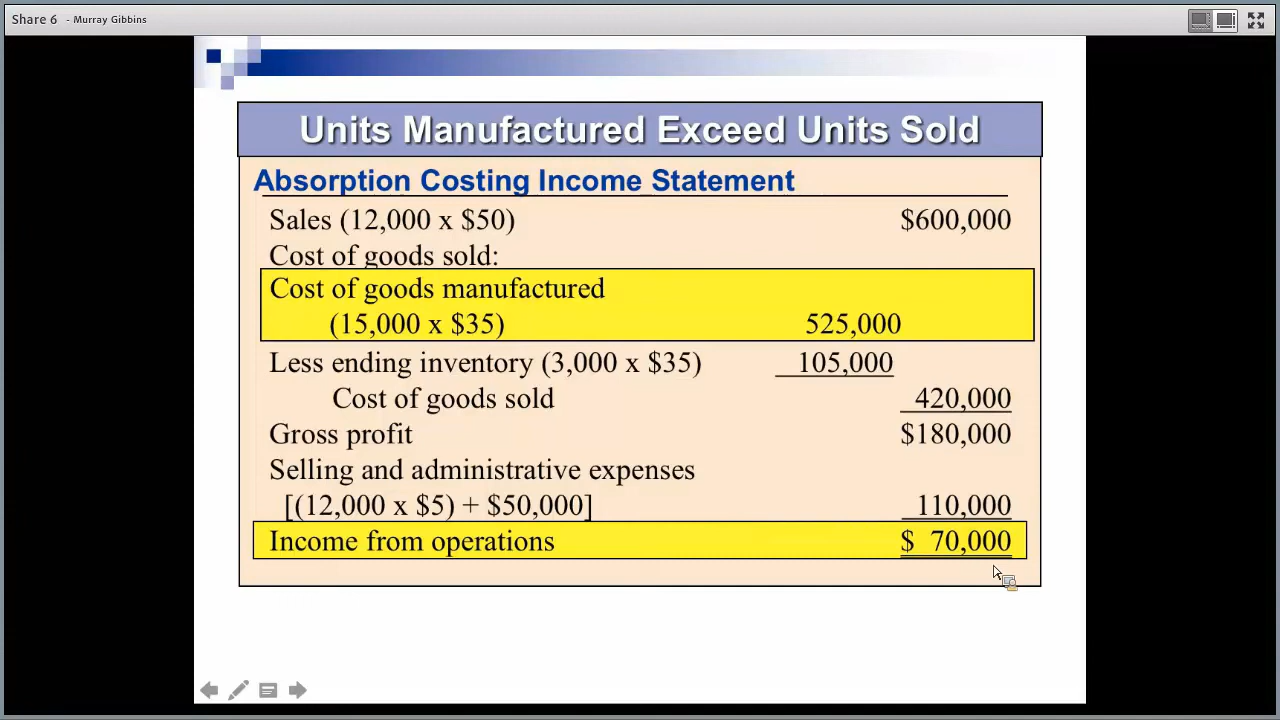 Share 6 - Murray Gibbins
Units Manufactured Exceed Units Sold
Absorption Costing Income Statement
Sales (12,000 x $50) $600,000
Cost of goods sold:
Cost of goods manufactured
(15,000 x $35) 525,000
Less ending inventory (3,000 x $35) 105,000
Cost of goods sold 420,000
Gross profit $180,000
Selling and administrative expenses
[(12,000 x $5) + $50,000] 110,000
Income from operations $ 70,000